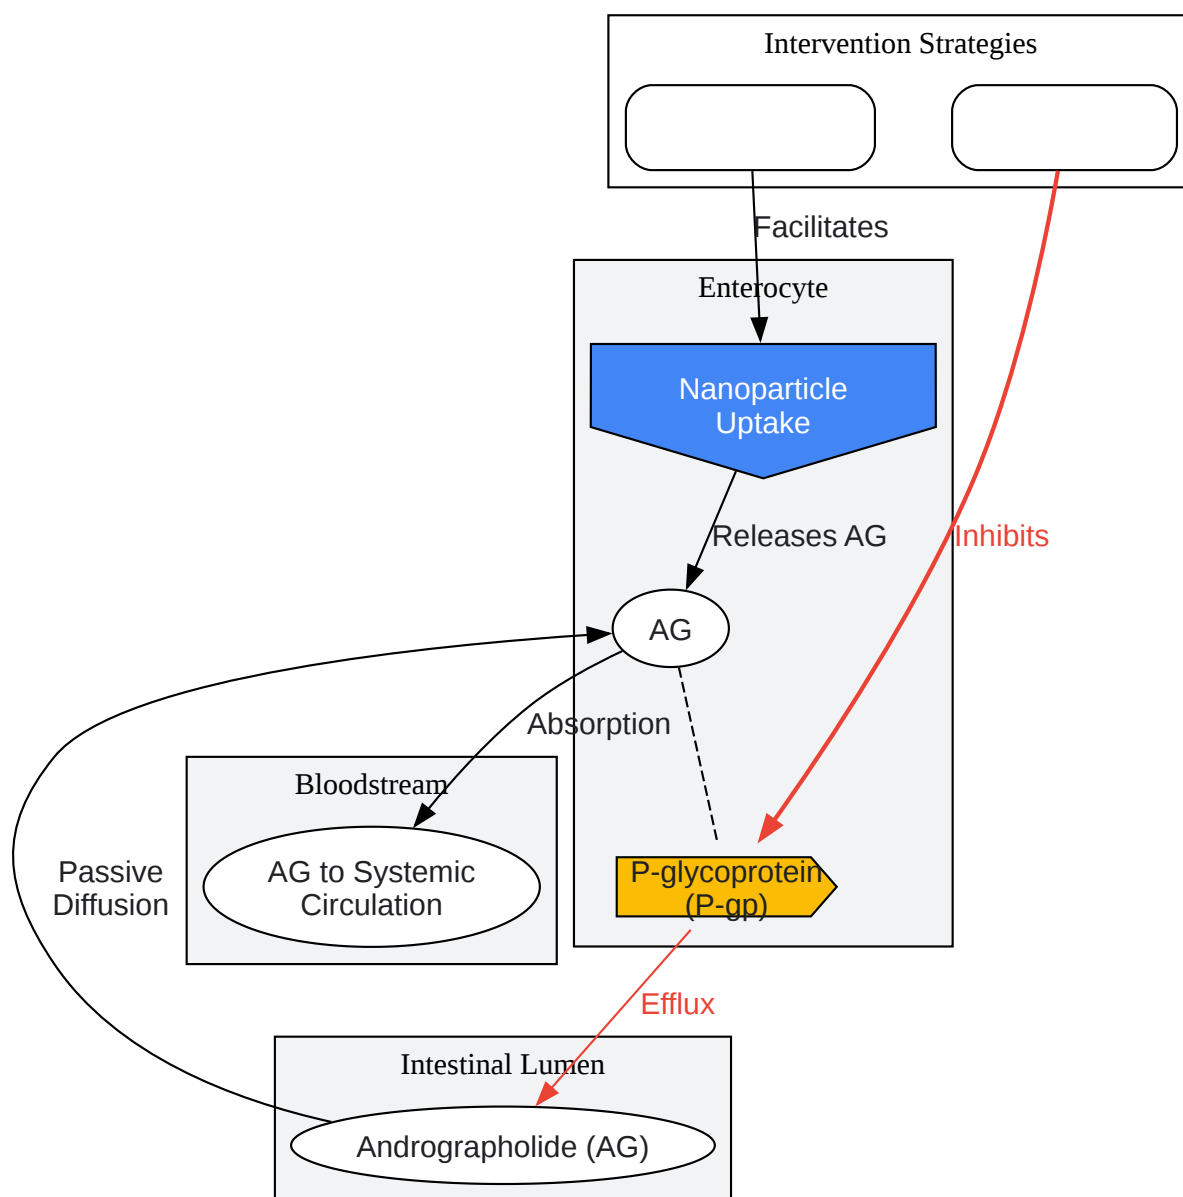 Intervention Strategies
Facilitates
Enterocyte
Nanoparticle
Uptake
Releases AG
Inhibits
AG
Absorption
Bloodstream
AG to Systemic
Circulation
Passive
Diffusion
P-glycoprotein
(P-gp)
Efflux
Intestinal Lumen
Andrographolide (AG)